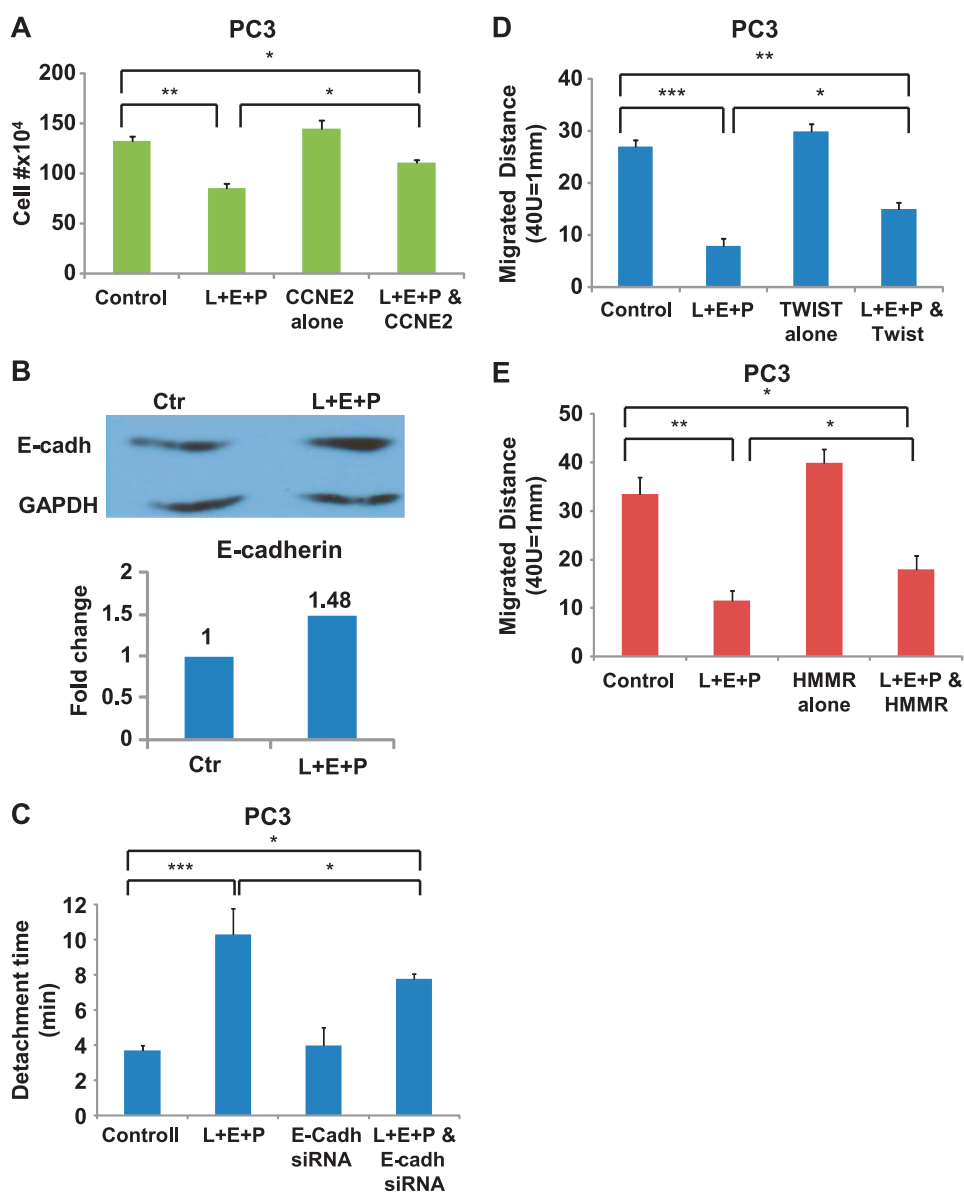 A
PC3
*
** *
200
150
100
50
0
Cell #x10⁴
Control L+E+P CCNE2 alone L+E+P & CCNE2
B
Ctr L+E+P
E-cadh
GAPDH
E-cadherin
2
1.5
1
0.5
0
Fold change
1
1.48
Ctr L+E+P
C
PC3
*
*** *
12
10
8
6
4
2
0
Detachment time
(min)
Controll L+E+P E-Cadh siRNA L+E+P & E-cadh siRNA
D
PC3
**
*** *
40
30
20
10
0
Migrated Distance
(40U=1mm)
Control L+E+P TWIST alone L+E+P & Twist
E
PC3
*
** *
50
40
30
20
10
0
Migrated Distance
(40U=1mm)
Control L+E+P HMMR alone L+E+P & HMMR